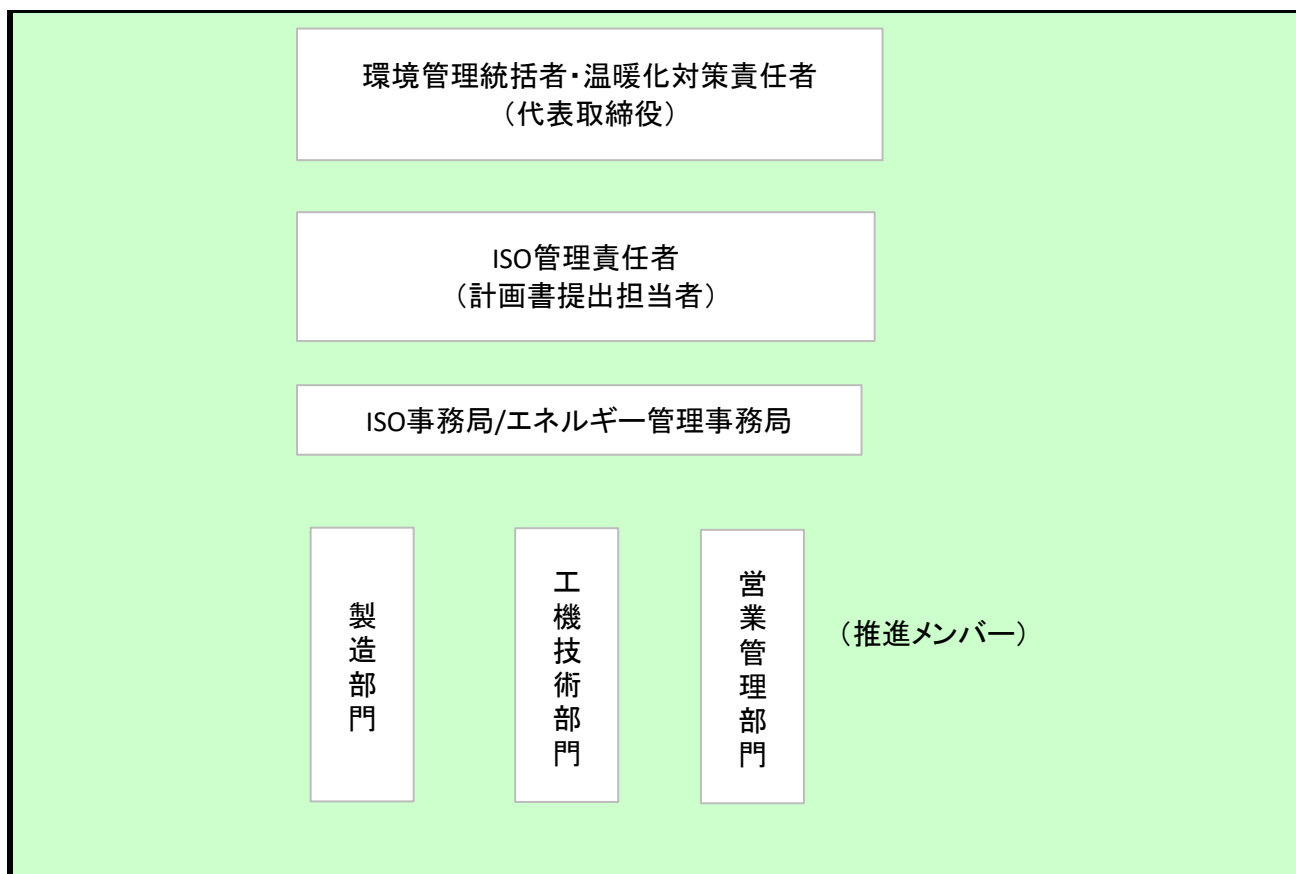 環境管理統括者・温暖化対策責任者
（代表取締役）
ISO管理責任者
（計画書提出担当者）
ISO事務局/エネルギー管理事務局
製造部門
工機技術部門
営業管理部門
（推進メンバー）